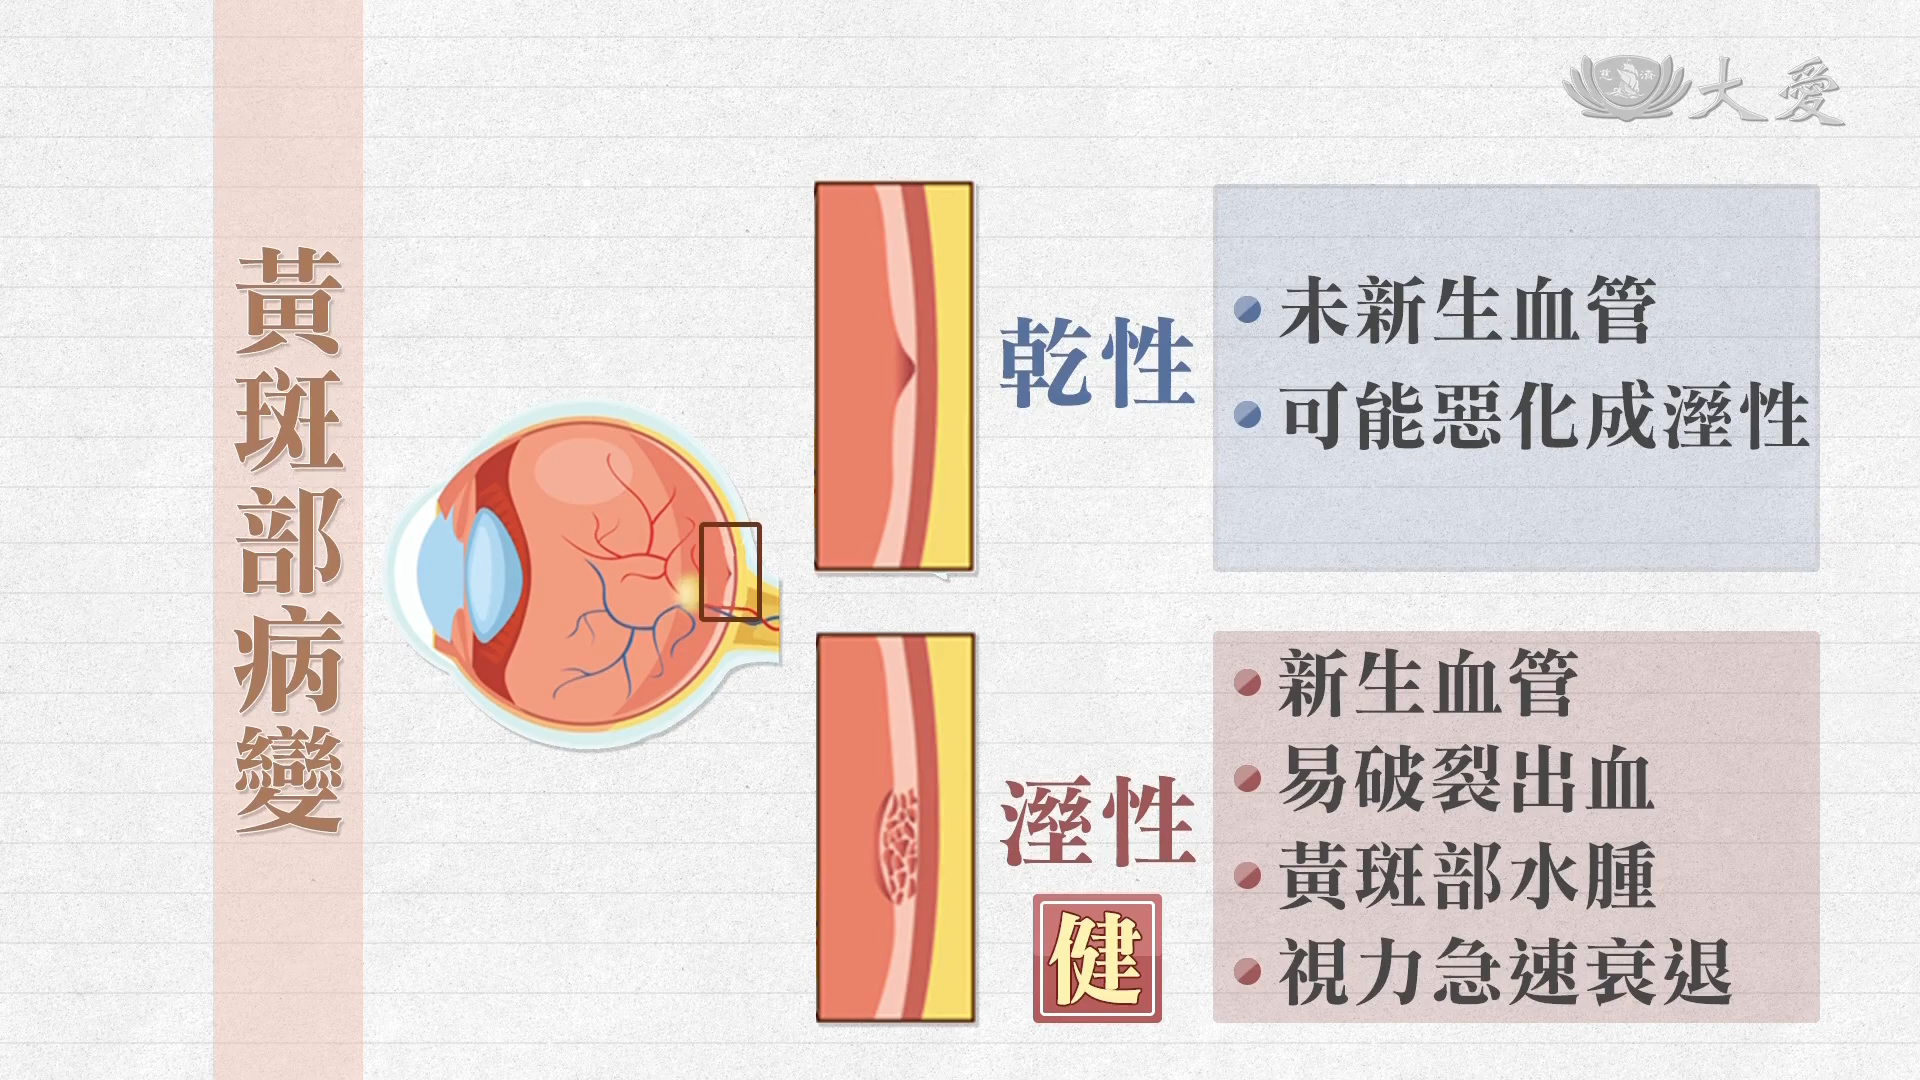 大愛
慈濟
黃斑部病變
乾性
未新生血管
可能惡化成溼性
溼性
健
新生血管
易破裂出血
黃斑部水腫
視力急速衰退